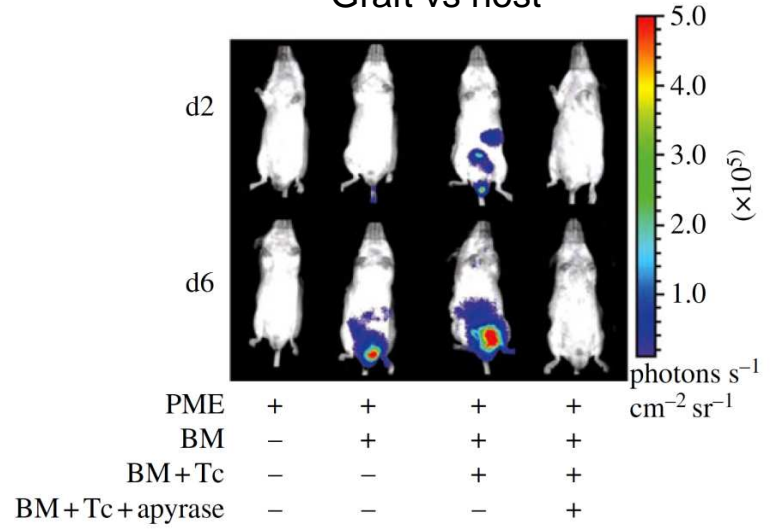 Graft vs host
d2
d6
5.0
4.0
3.0
2.0
1.0
(×10⁵)
photons s⁻¹
cm⁻² sr⁻¹
PME + + + +
BM − + + +
BM+Tc − − + +
BM+Tc+apyrase − − − +